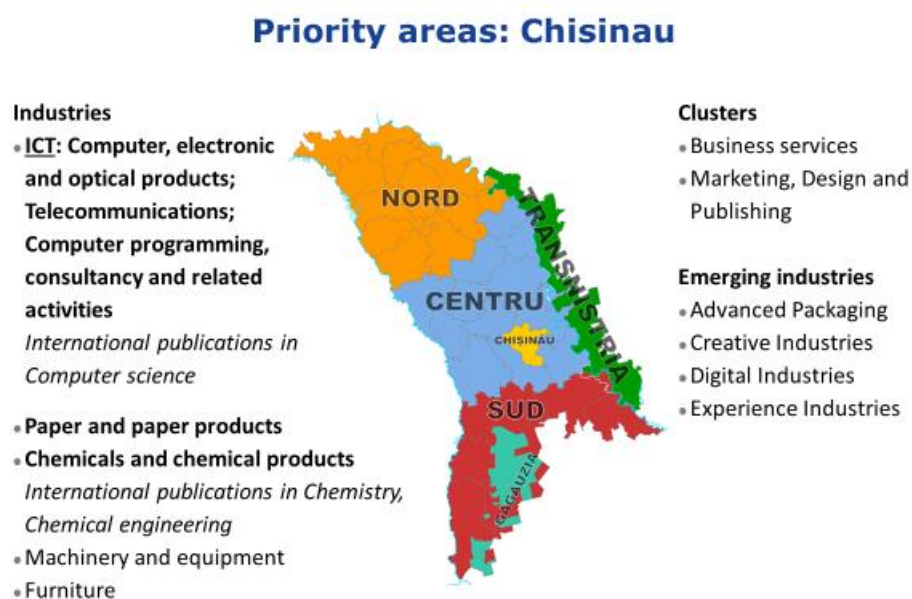 Priority areas: Chisinau
Industries
• ICT: Computer, electronic
and optical products;
Telecommunications;
Computer programming,
consultancy and related
activities
International publications in
Computer science
• Paper and paper products
• Chemicals and chemical products
International publications in Chemistry,
Chemical engineering
• Machinery and equipment
• Furniture
NORD
TRANSNISTRIA
CENTRU
CHISINAU
SUD
GAGAUZIA
Clusters
• Business services
• Marketing, Design and
Publishing
Emerging industries
• Advanced Packaging
• Creative Industries
• Digital Industries
• Experience Industries